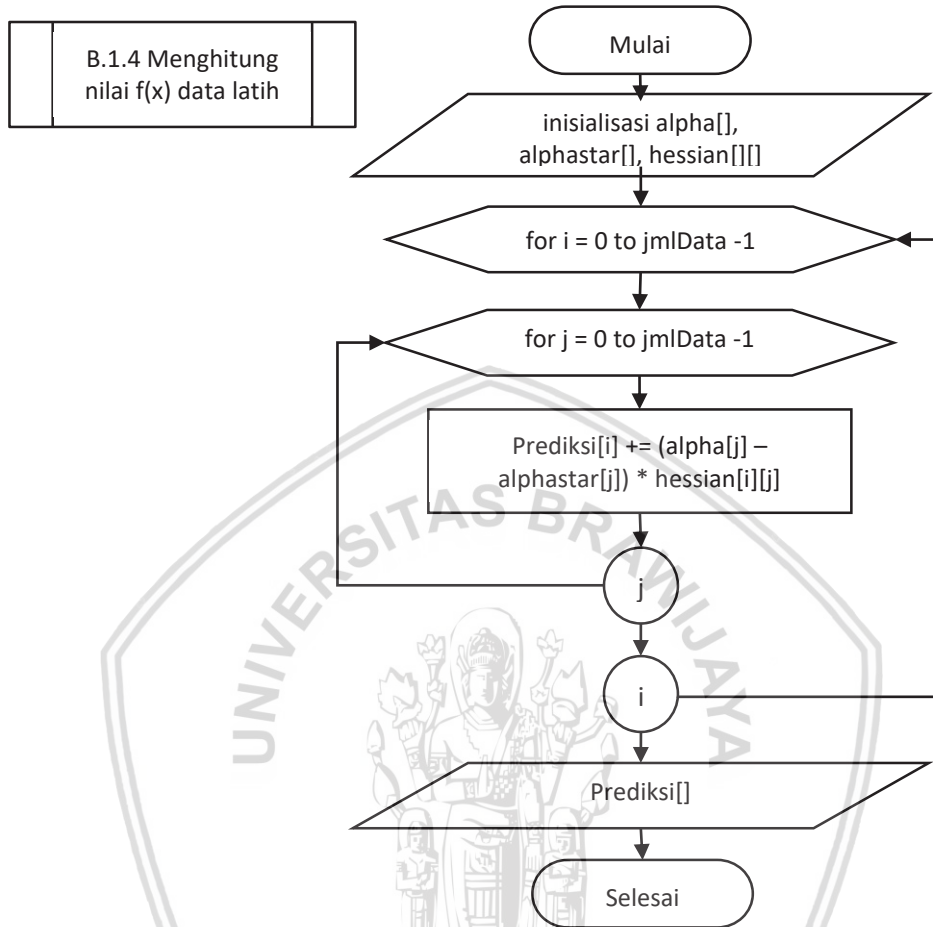 B.1.4 Menghitung
nilai f(x) data latih
Mulai
inisialisasi alpha[],
alphastar[], hessian[][]
for i = 0 to jmlData -1
for j = 0 to jmlData -1
Prediksi[i] += (alpha[j] –
alphastar[j]) * hessian[i][j]
j
i
Prediksi[]
Selesai
UNIVERSITAS BRAWIJAYA